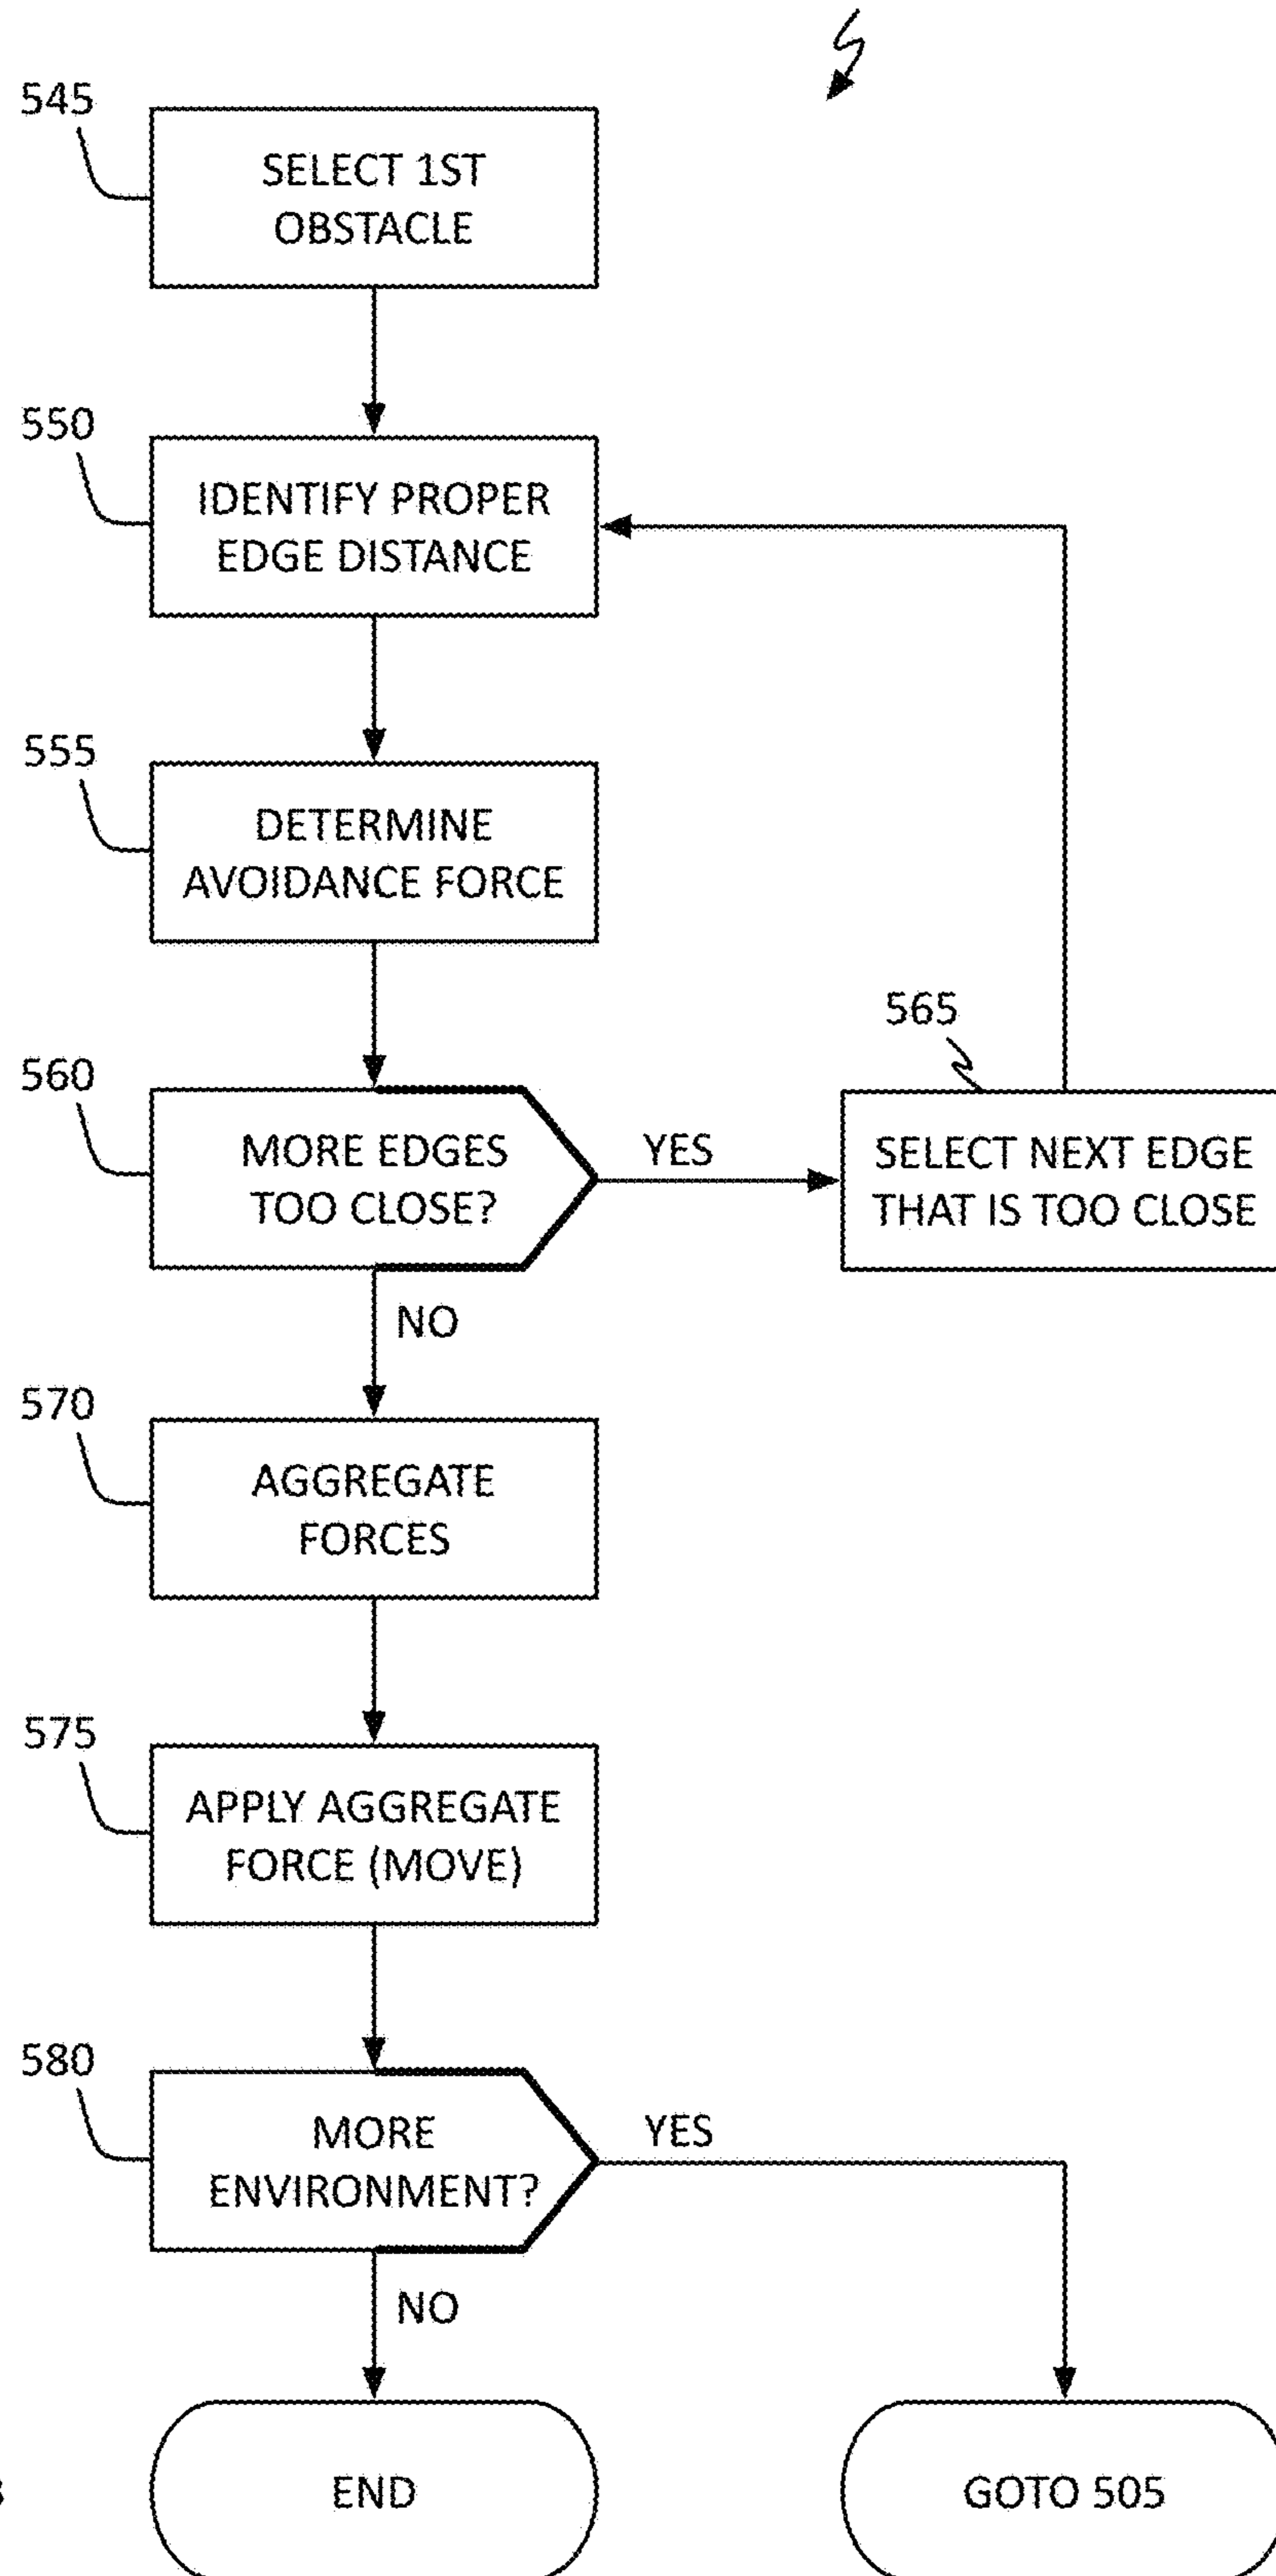 545
SELECT 1ST
OBSTACLE
550
IDENTIFY PROPER
EDGE DISTANCE
555
DETERMINE
AVOIDANCE FORCE
565
560
MORE EDGES
TOO CLOSE?
YES
SELECT NEXT EDGE
THAT IS TOO CLOSE
NO
570
AGGREGATE
FORCES
575
APPLY AGGREGATE
FORCE (MOVE)
580
MORE
ENVIRONMENT?
YES
NO
END
GOTO 505